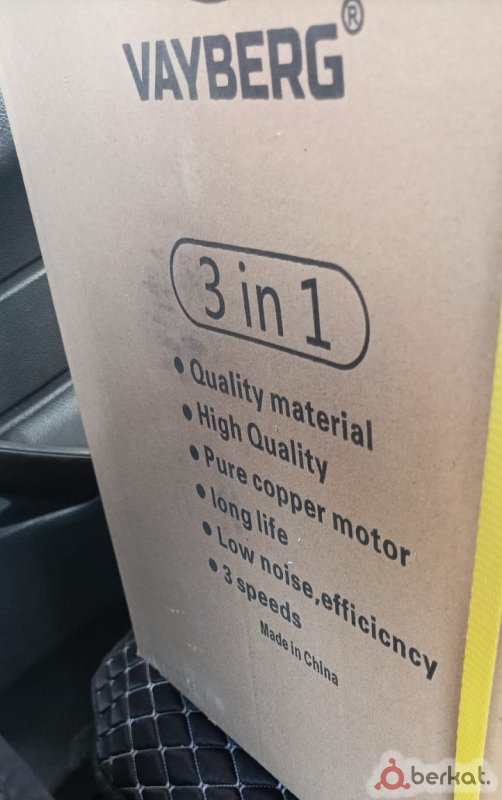 VAYBERG®
3 in 1
• Quality material
• High Quality
• Pure copper motor
• long life
• Low noise,efficicncy
• 3 speeds
Made in China
berkat.